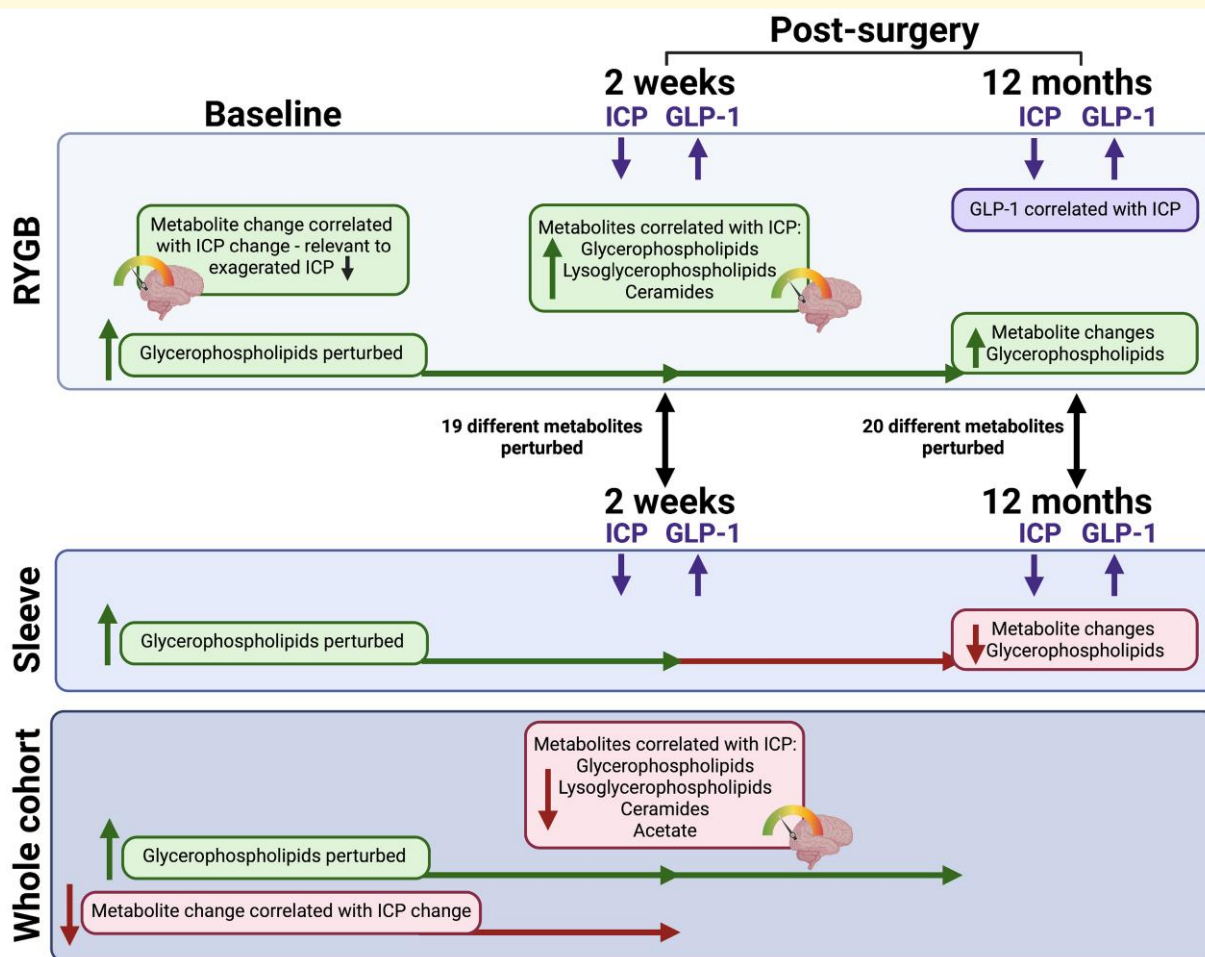 Post-surgery
2 weeks
12 months
Baseline
ICP GLP-1
ICP GLP-1
RYGB
Metabolite change correlated
with ICP change - relevant to
exagerated ICP
Metabolites correlated with ICP:
Glycerophospholipids
Lysoglycerophospholipids
Ceramides
GLP-1 correlated with ICP
Glycerophospholipids perturbed
Metabolite changes
Glycerophospholipids
19 different metabolites
perturbed
20 different metabolites
perturbed
2 weeks
12 months
ICP GLP-1
ICP GLP-1
Sleeve
Glycerophospholipids perturbed
Metabolite changes
Glycerophospholipids
Whole cohort
Metabolites correlated with ICP:
Glycerophospholipids
Lysoglycerophospholipids
Ceramides
Acetate
Glycerophospholipids perturbed
Metabolite change correlated with ICP change